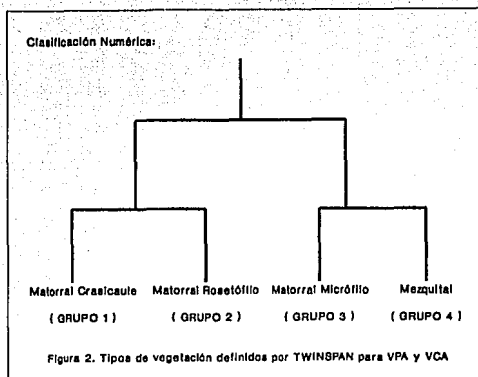 Clasificación Numérica:
Matorral Crasicaule Matorral Rosetófilo Matorral Micrófilo Mezquital
( GRUPO 1 ) ( GRUPO 2 ) ( GRUPO 3 ) ( GRUPO 4 )
Figura 2. Tipos de vegetación definidos por TWINSPAN para VPA y VCA